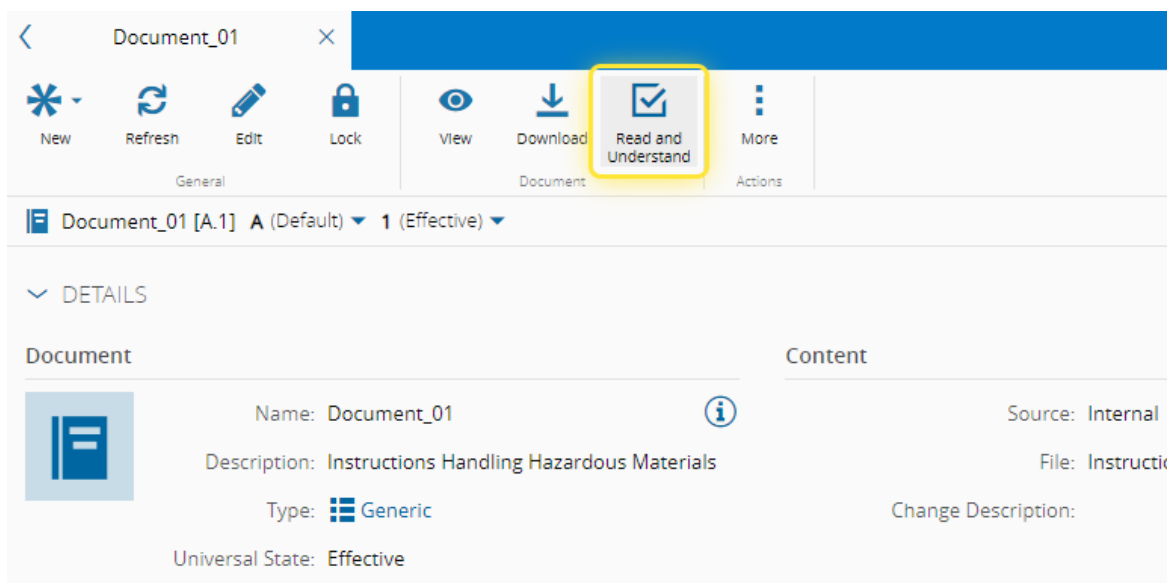 Document_01
New
Refresh
Edit
Lock
View
Download
Read and
Understand
More
General
Document
Actions
Document_01 [A.1] A (Default) 1 (Effective)
DETAILS
Document
Content
Name: Document_01
Source: Internal
Description: Instructions Handling Hazardous Materials
File: Instructio
Type: Generic
Change Description:
Universal State: Effective